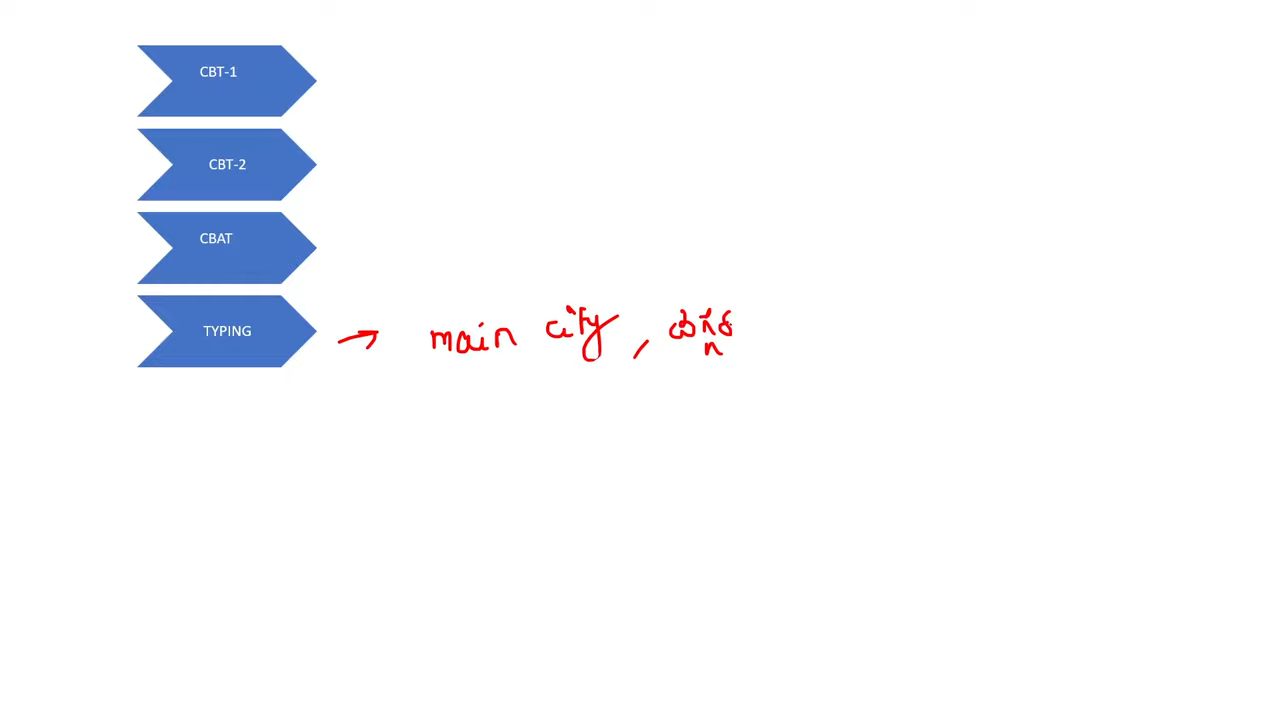 CBT-1
CBT-2
CBAT
TYPING
→ main city,